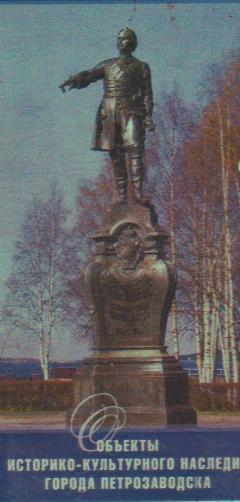 ОБЪЕКТЫ
ИСТОРИКО-КУЛЬТУРНОГО НАСЛЕДИ
ГОРОДА ПЕТРОЗАВОДСКА